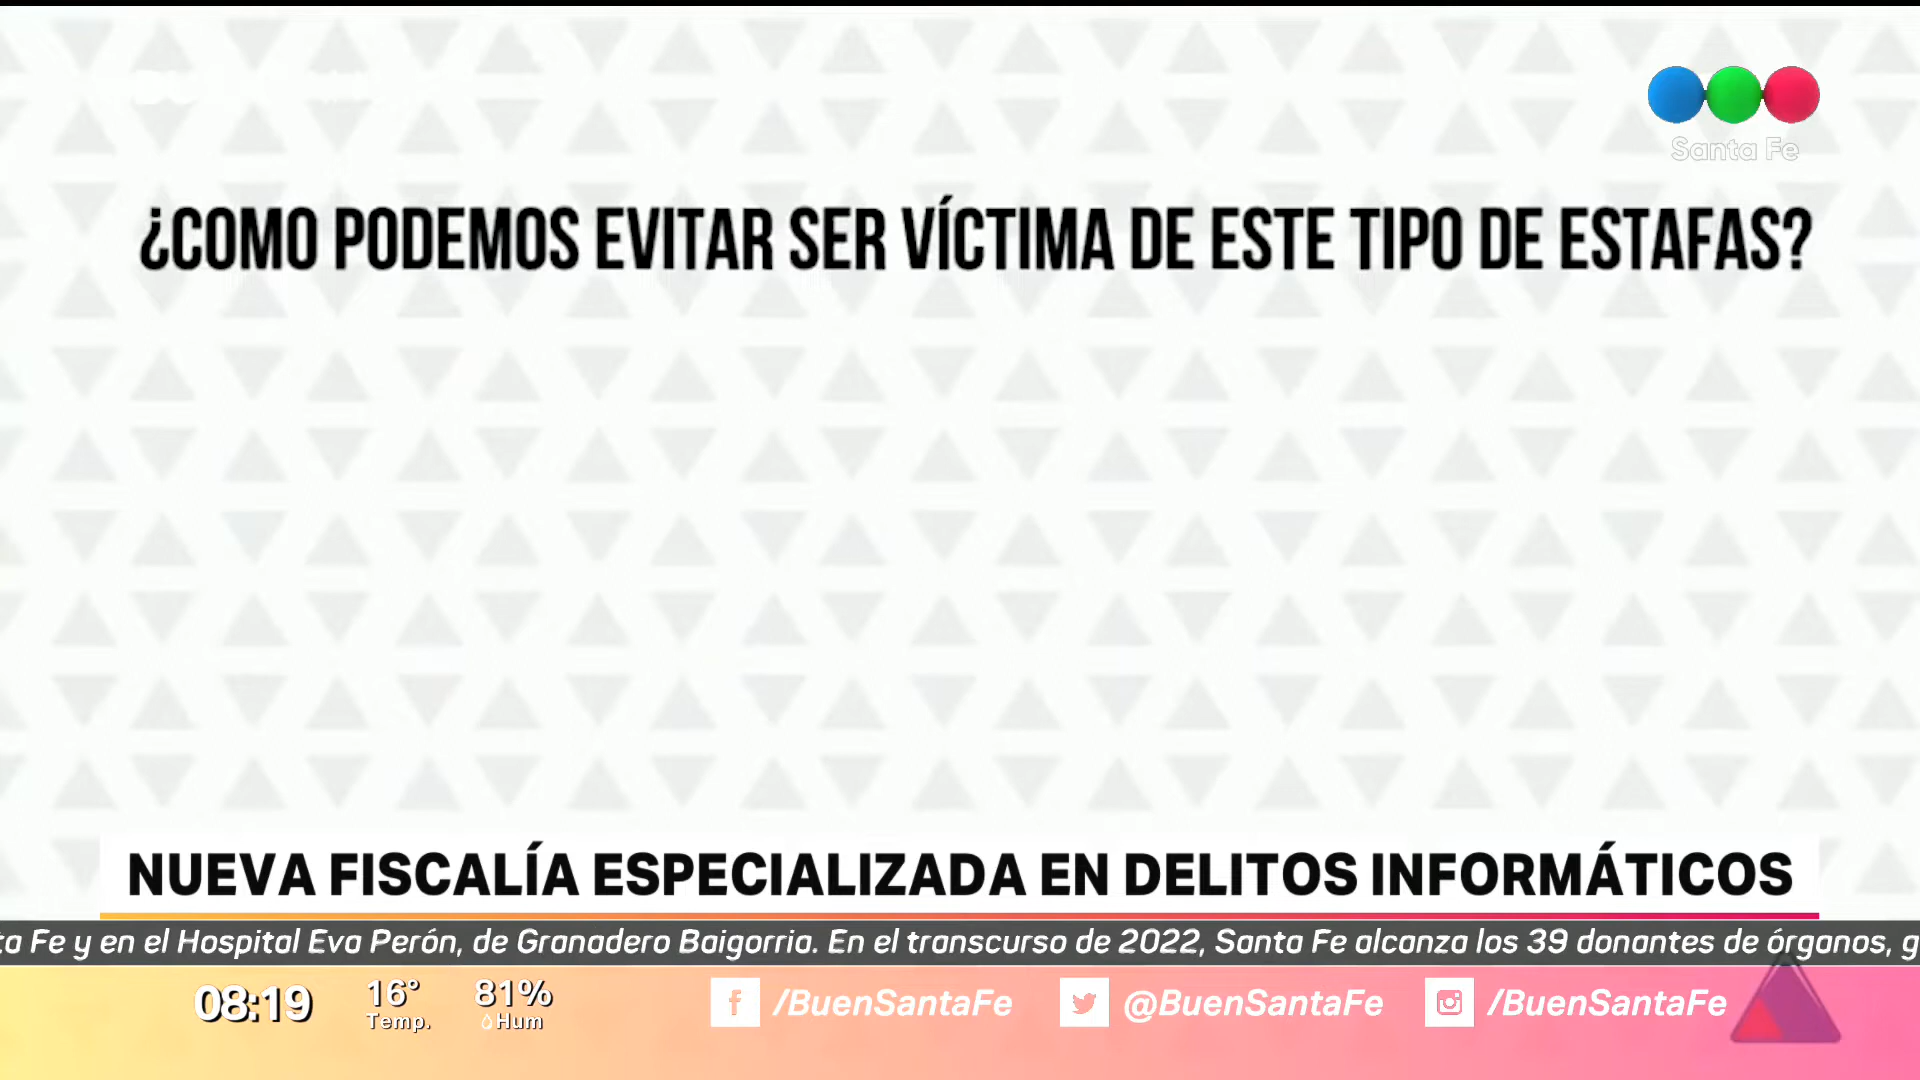 Santa Fe
¿COMO PODEMOS EVITAR SER VÍCTIMA DE ESTE TIPO DE ESTAFAS?
NUEVA FISCALÍA ESPECIALIZADA EN DELITOS INFORMÁTICOS
ta Fe y en el Hospital Eva Perón, de Granadero Baigorria. En el transcurso de 2022, Santa Fe alcanza los 39 donantes de órganos, g
08:19 16° 81% /BuenSantaFe @BuenSantaFe /BuenSantaFe
Temp. Hum